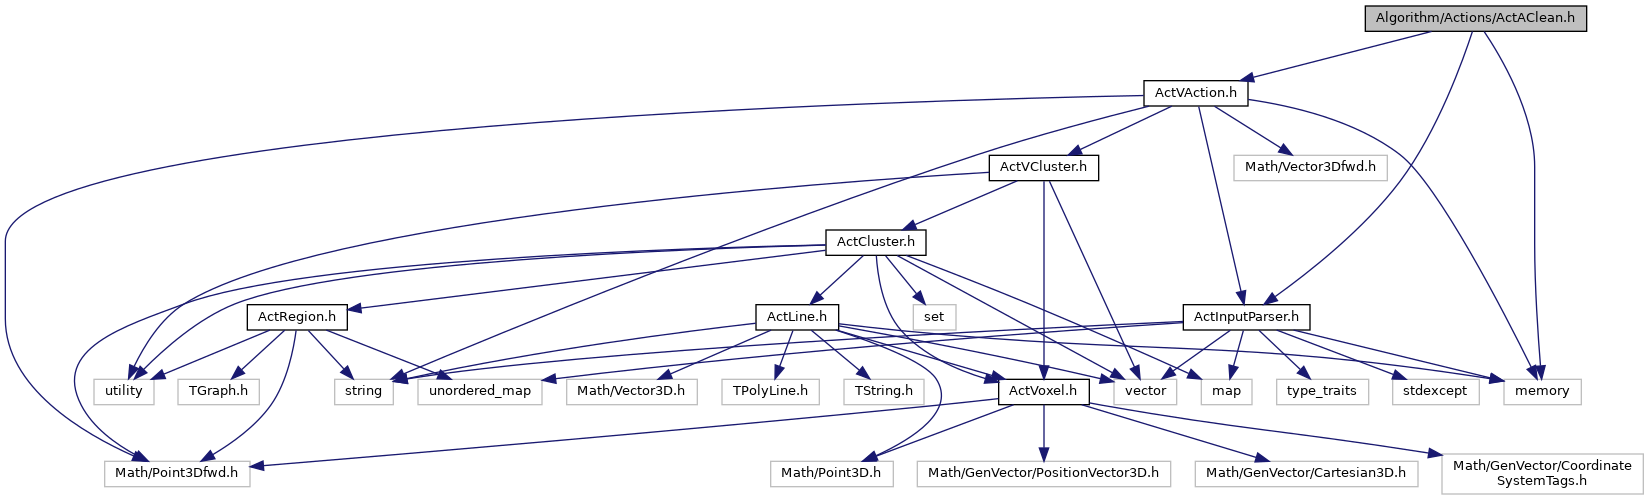 Algorithm/Actions/ActAClean.h
ActVAction.h
ActVCluster.h
Math/Vector3Dfwd.h
ActCluster.h
ActRegion.h
ActLine.h
set
ActInputParser.h
utility
TGraph.h
string
unordered_map
Math/Vector3D.h
TPolyLine.h
TString.h
ActVoxel.h
vector
map
type_traits
stdexcept
memory
Math/Point3Dfwd.h
Math/Point3D.h
Math/GenVector/PositionVector3D.h
Math/GenVector/Cartesian3D.h
Math/GenVector/Coordinate
SystemTags.h